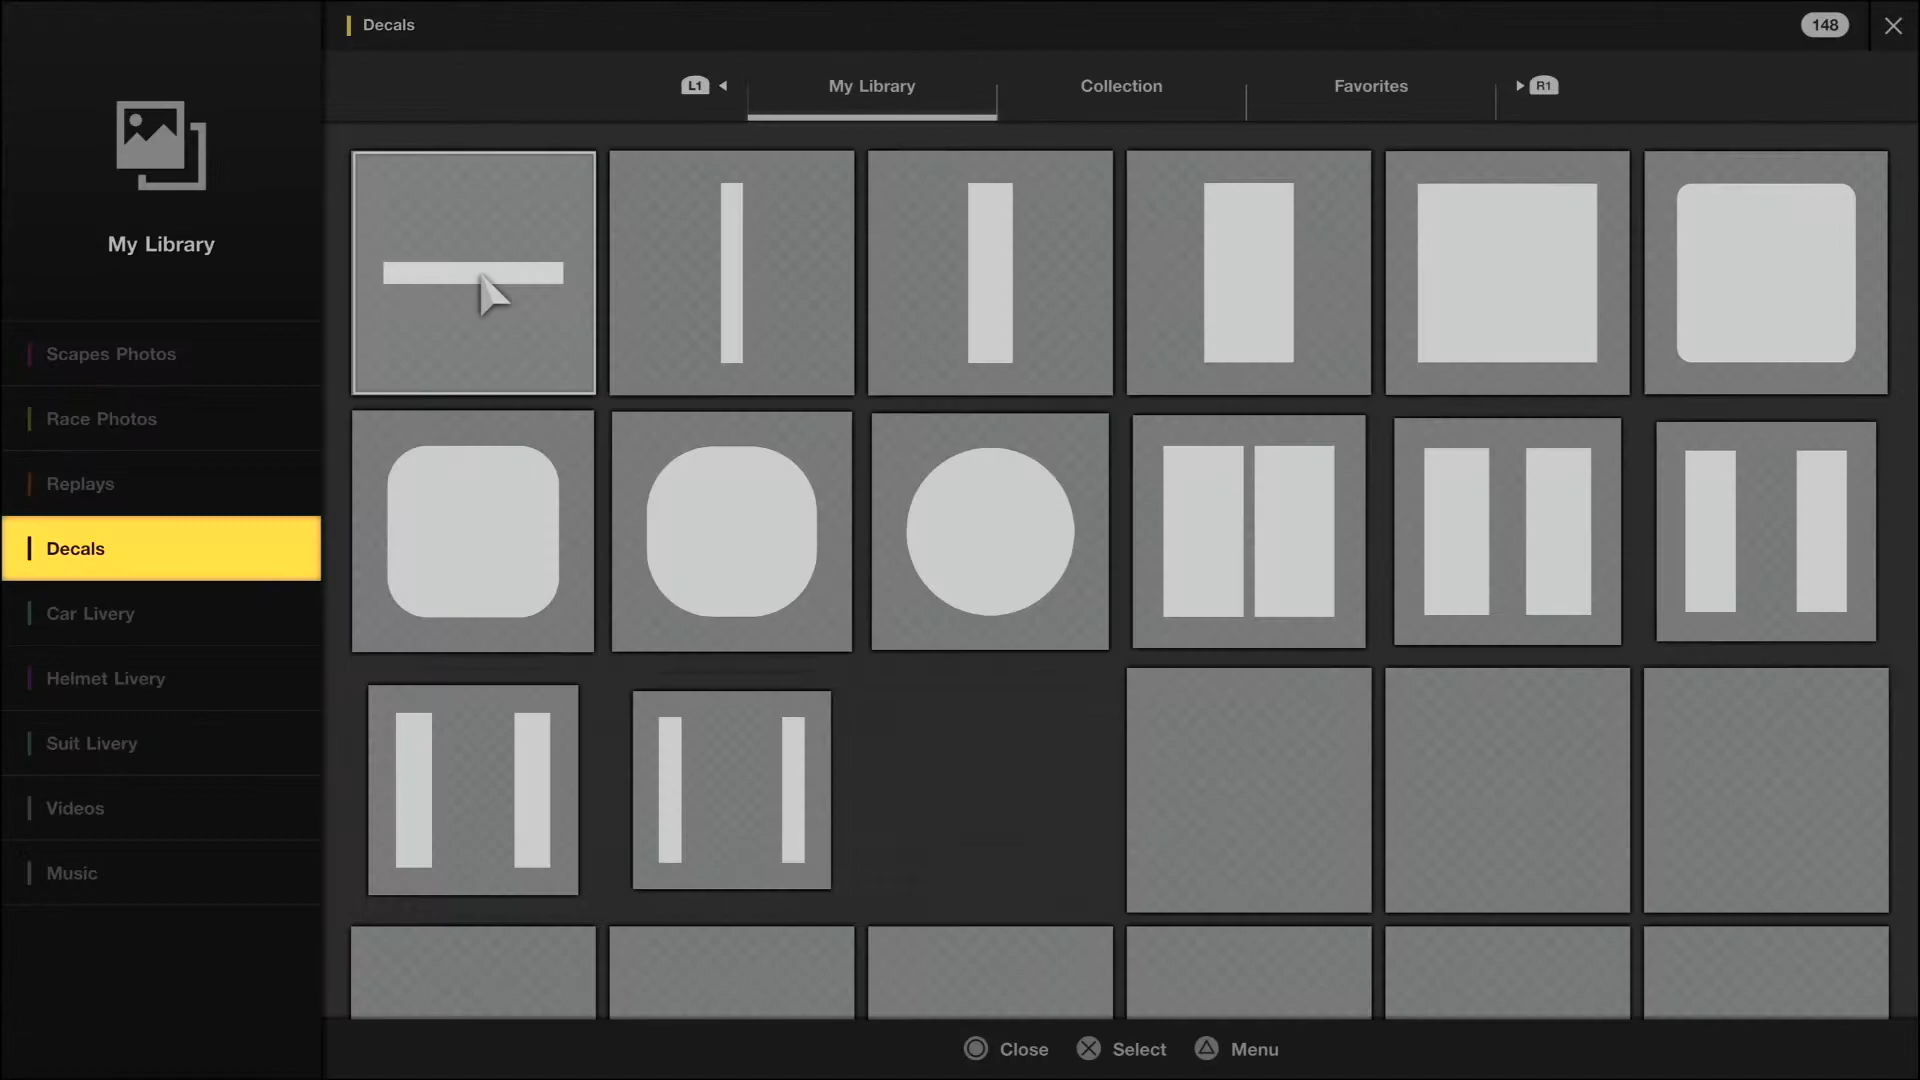 Decals
148
L1
My Library
Collection
Favorites
R1
My Library
Scapes Photos
Race Photos
Replays
Decals
Car Livery
Helmet Livery
Suit Livery
Videos
Music
Close
Select
Menu